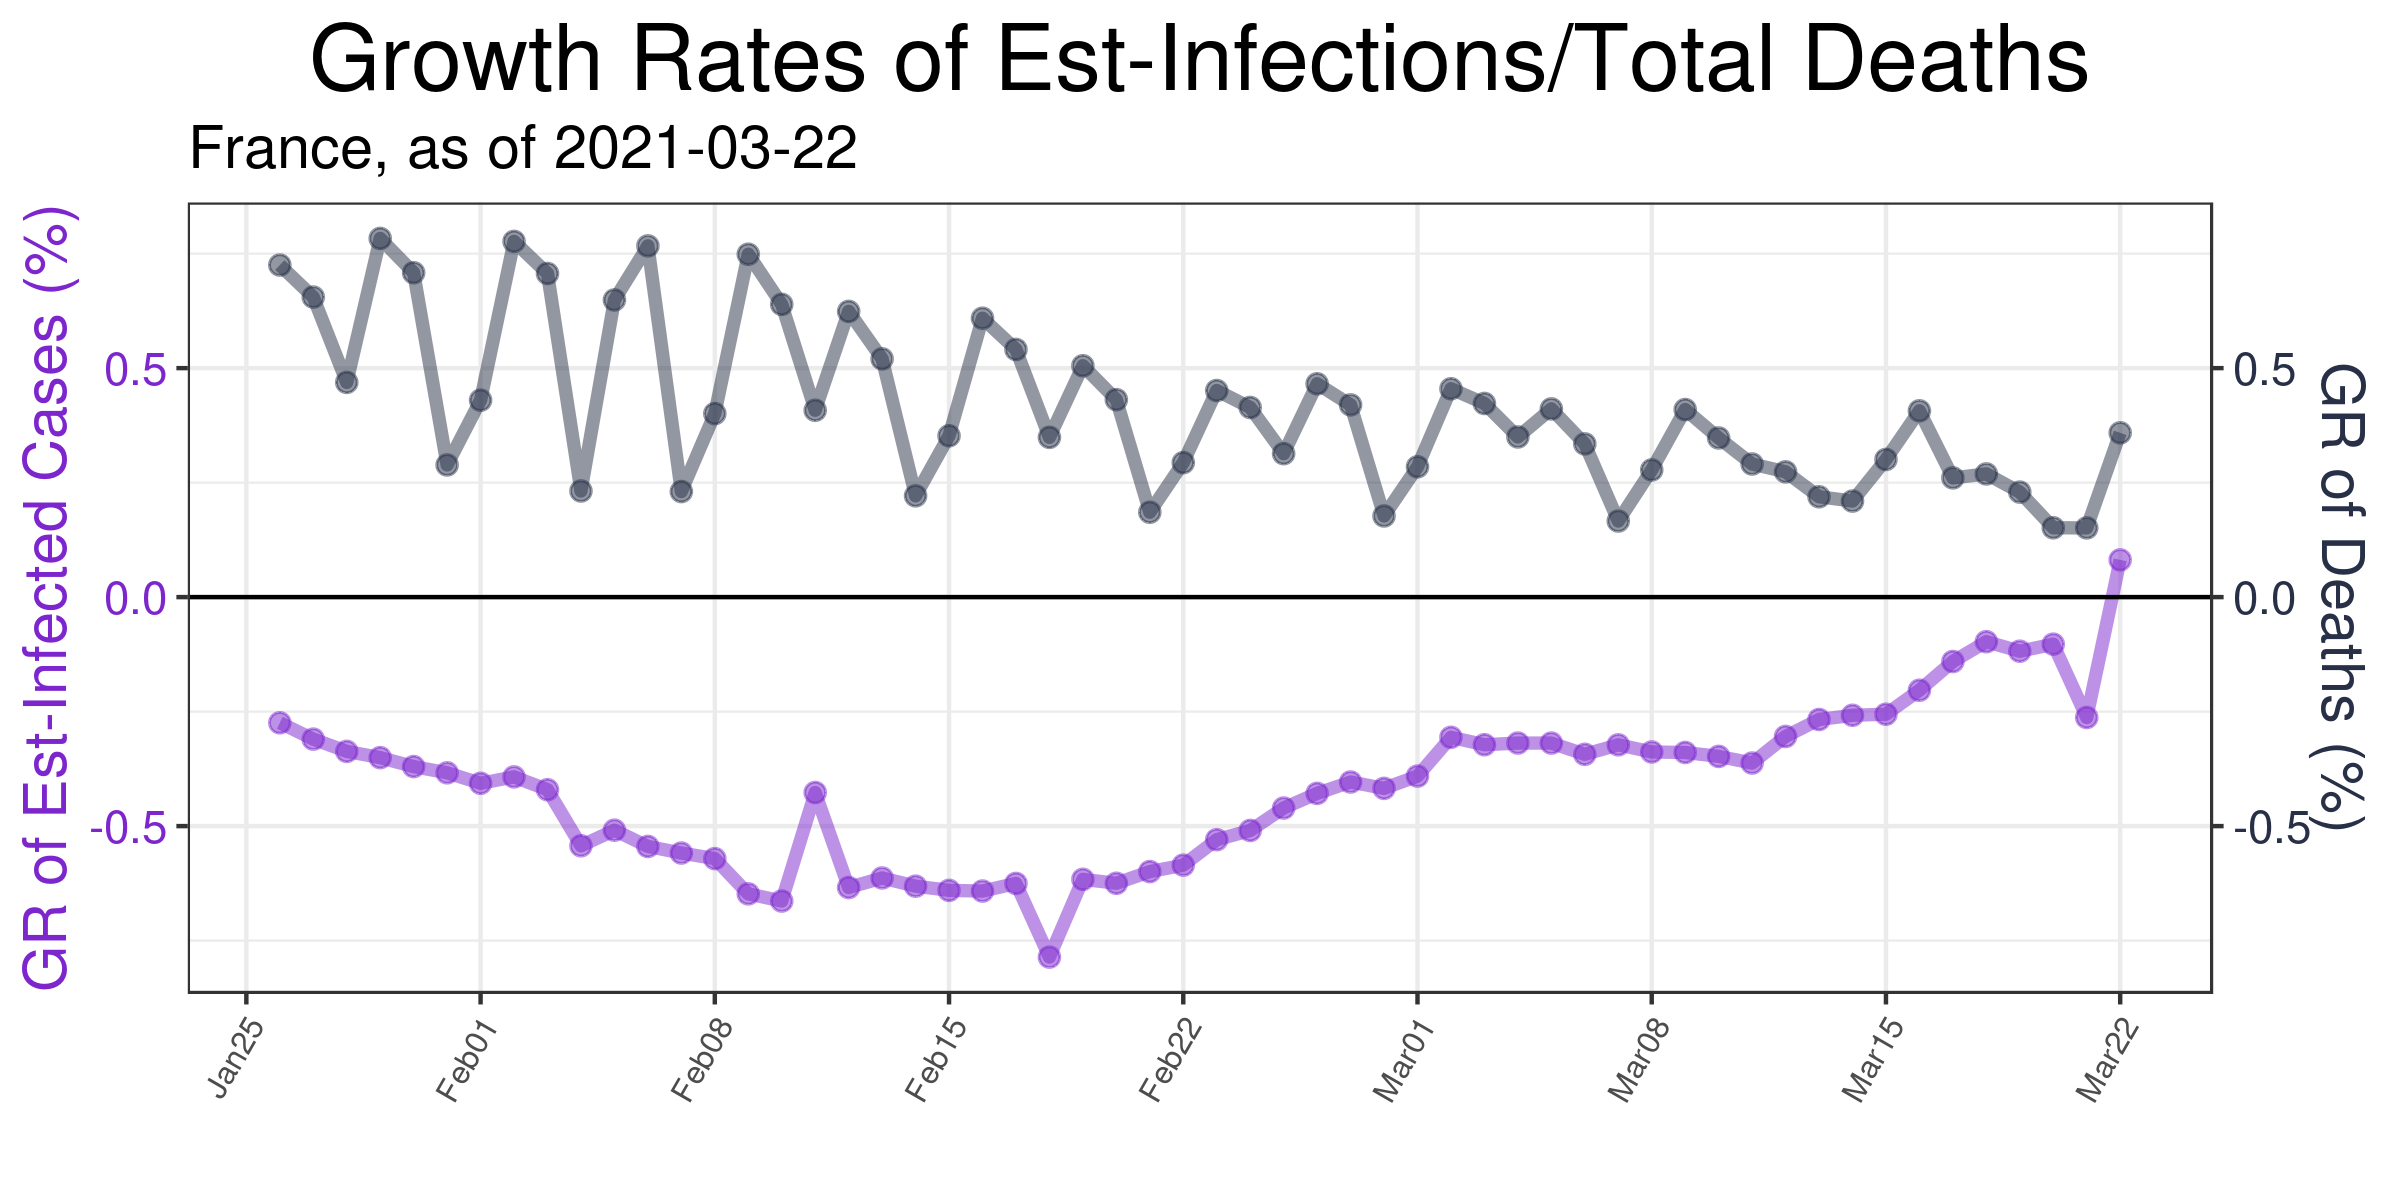 Growth Rates of Est-Infections/Total Deaths
France, as of 2021-03-22
GR of Est-Infected Cases (%)
0.5
0.0
-0.5
0.5
0.0
-0.5
GR of Deaths (%)
Jan25
Feb01
Feb08
Feb15
Feb22
Mar01
Mar08
Mar15
Mar22